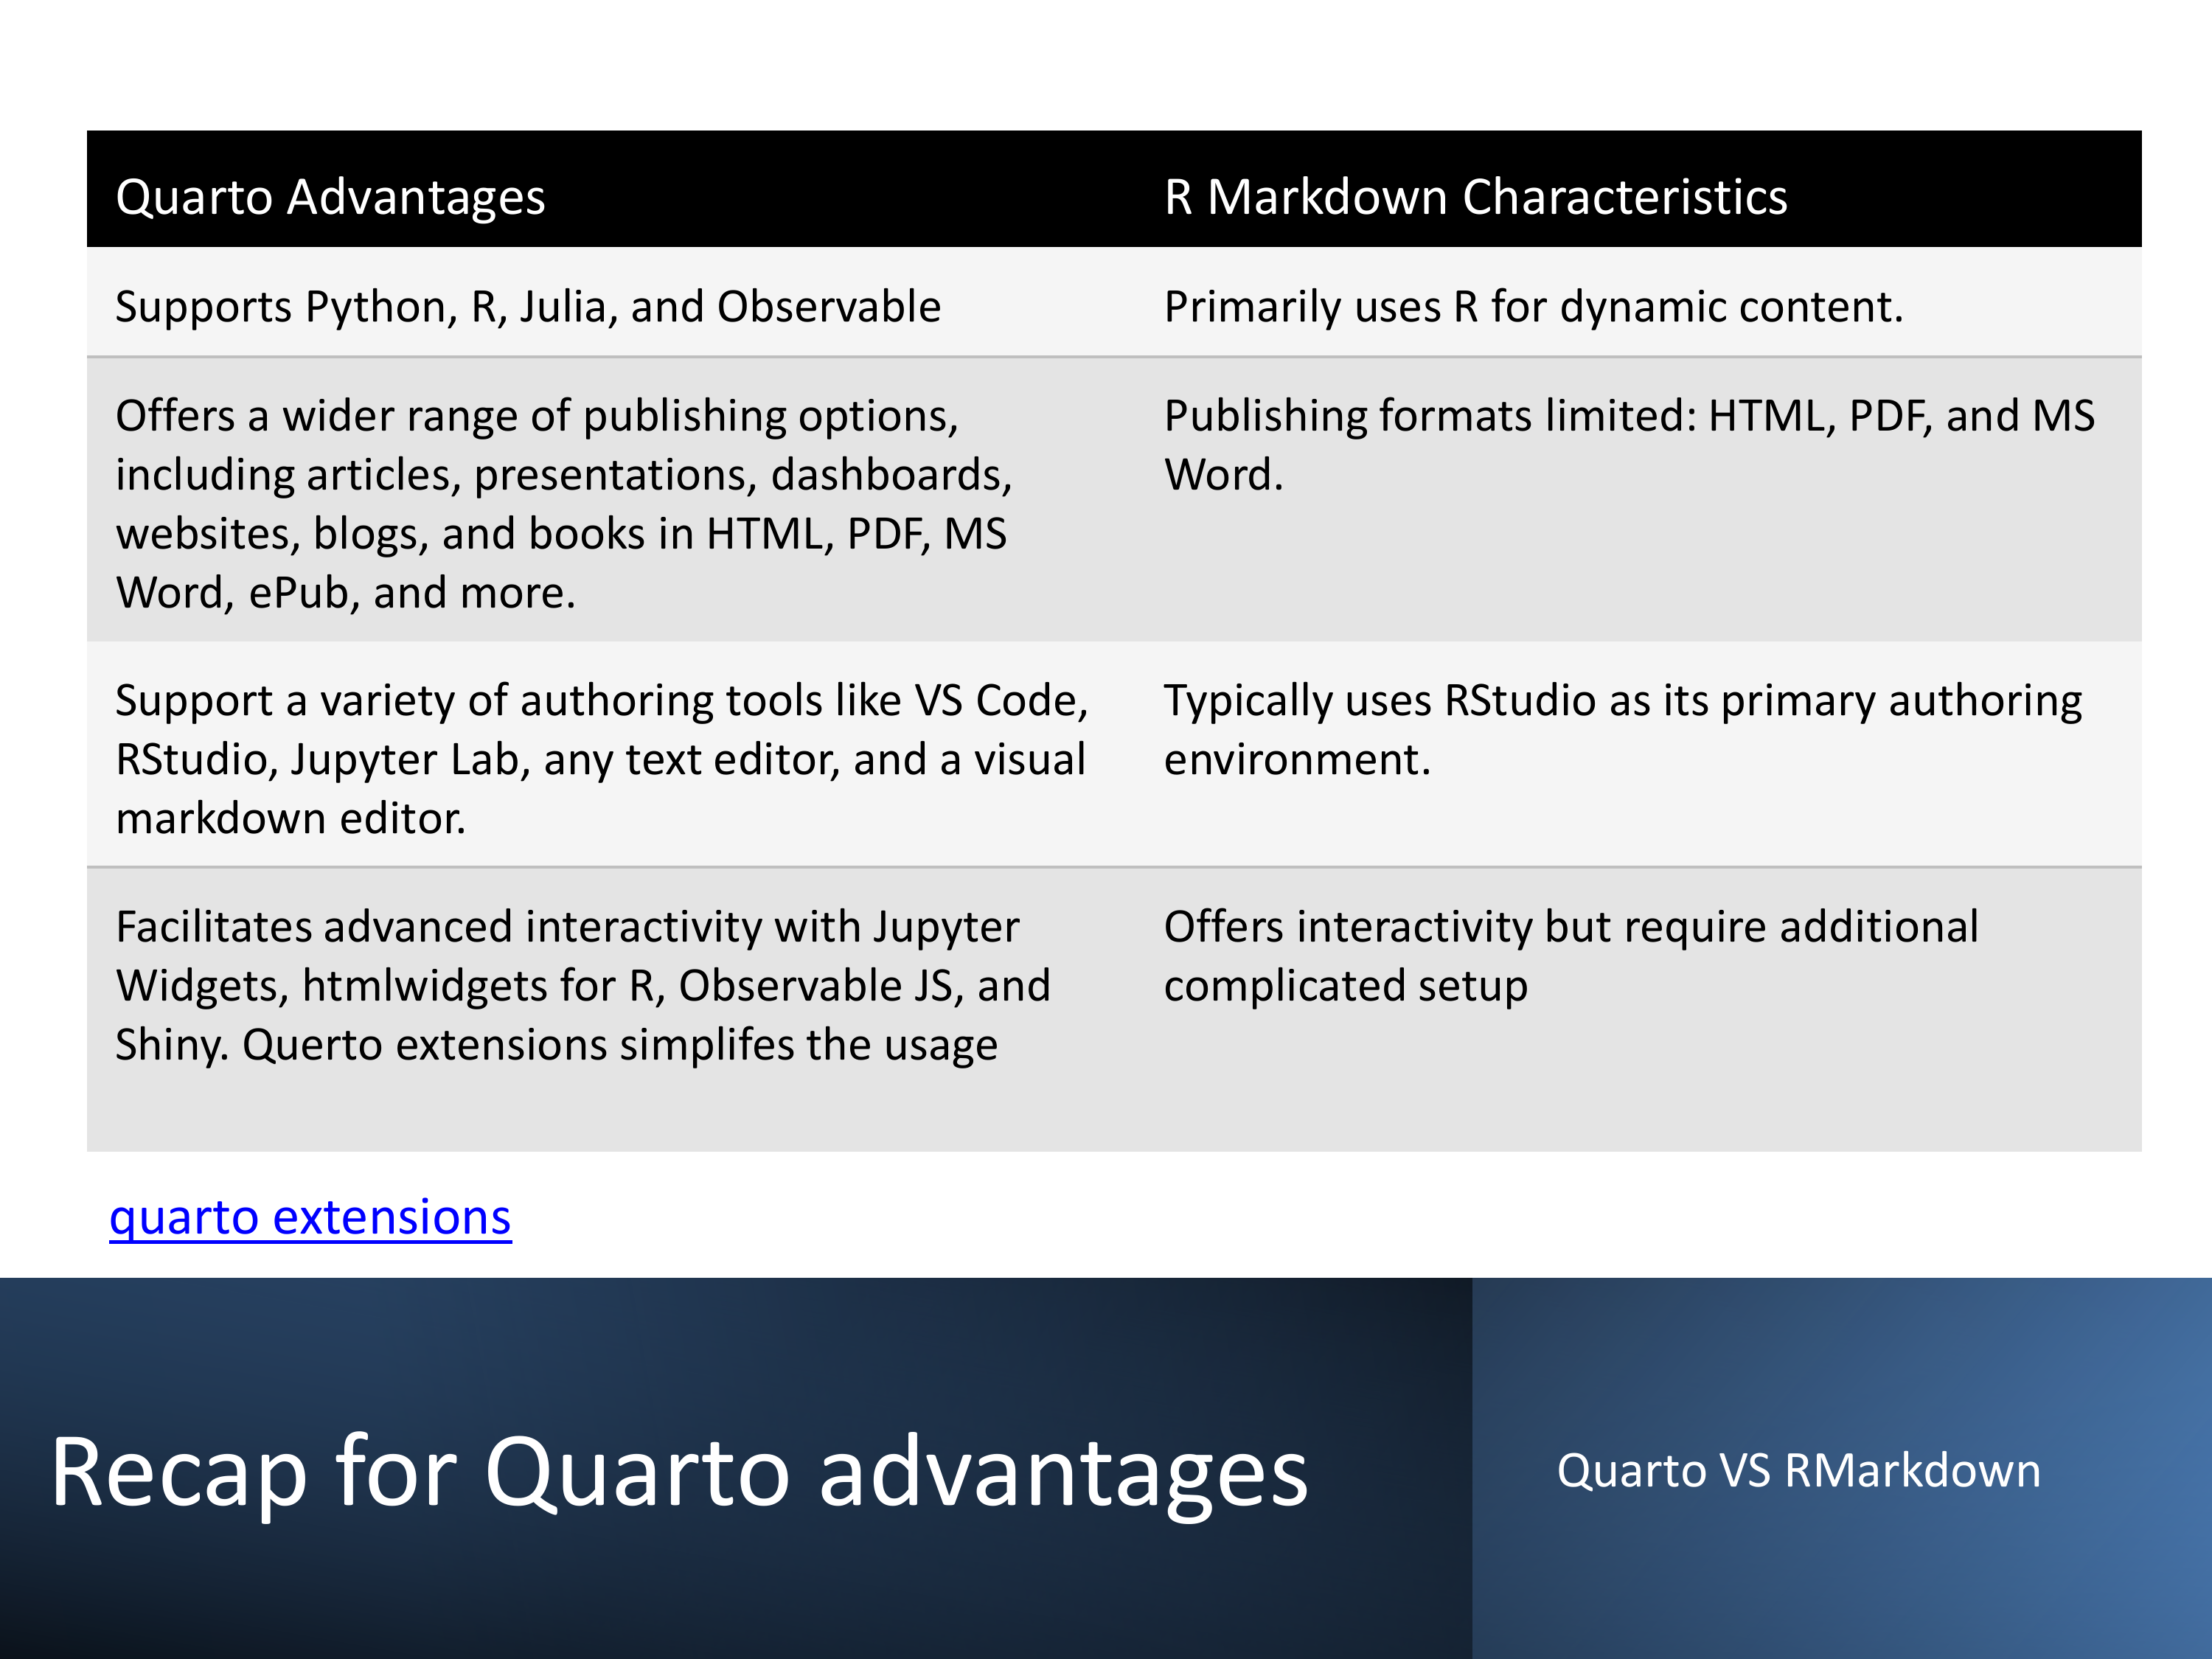 Quarto Advantages
R Markdown Characteristics
Supports Python, R, Julia, and Observable
Primarily uses R for dynamic content.
Offers a wider range of publishing options,
including articles, presentations, dashboards,
websites, blogs, and books in HTML, PDF, MS
Word, ePub, and more.
Publishing formats limited: HTML, PDF, and MS
Word.
Support a variety of authoring tools like VS Code,
RStudio, Jupyter Lab, any text editor, and a visual
markdown editor.
Typically uses RStudio as its primary authoring
environment.
Facilitates advanced interactivity with Jupyter
Widgets, htmlwidgets for R, Observable JS, and
Shiny. Querto extensions simplifes the usage
Offers interactivity but require additional
complicated setup
quarto extensions
Recap for Quarto advantages
Quarto VS RMarkdown